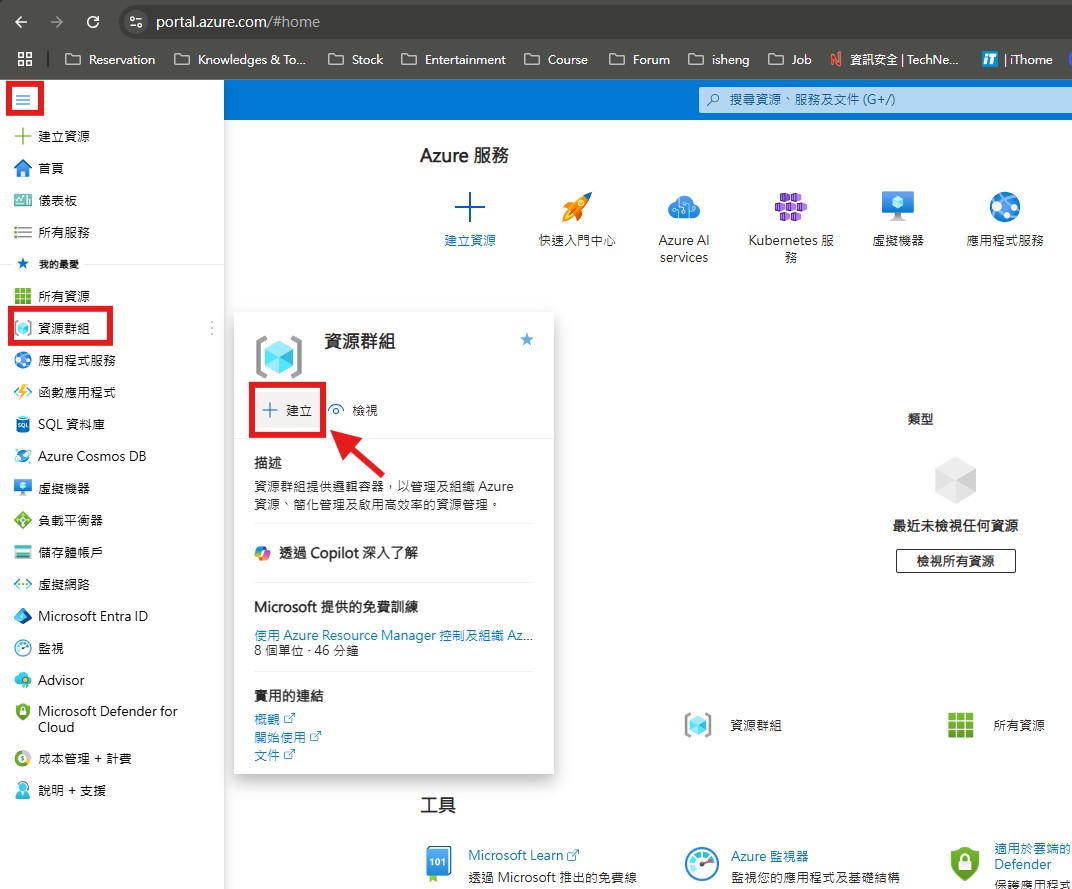 portal.azure.com/#home
Reservation
Knowledges & To...
Stock
Entertainment
Course
Forum
isheng
Job
資訊安全 | TechNe...
iT
| iThome
搜尋資源、服務及文件 (G+/)
建立資源
首頁
儀表板
所有服務
我的最愛
所有資源
資源群組
應用程式服務
函數應用程式
SQL
SQL 資料庫
Azure Cosmos DB
虛擬機器
負載平衡器
儲存體帳戶
虛擬網路
Microsoft Entra ID
監視
Advisor
Microsoft Defender for
Cloud
成本管理 + 計費
說明 + 支援
Azure 服務
建立資源
快速入門中心
Azure AI
services
Kubernetes 服
務
虛擬機器
應用程式服務
資源群組
建立
檢視
描述
資源群組提供邏輯容器，以管理及組織 Azure
資源、簡化管理及啟用高效率的資源管理。
透過 Copilot 深入了解
Microsoft 提供的免費訓練
使用 Azure Resource Manager 控制及組織 Az...
8 個單位 · 46 分鐘
實用的連結
概觀
開始使用
文件
類型
最近未檢視任何資源
檢視所有資源
資源群組
所有資源
工具
101
Microsoft Learn
透過 Microsoft 推出的免費線
Azure 監視器
監視您的應用程式及基礎結構
適用於雲端的
Defender
保護應用程式